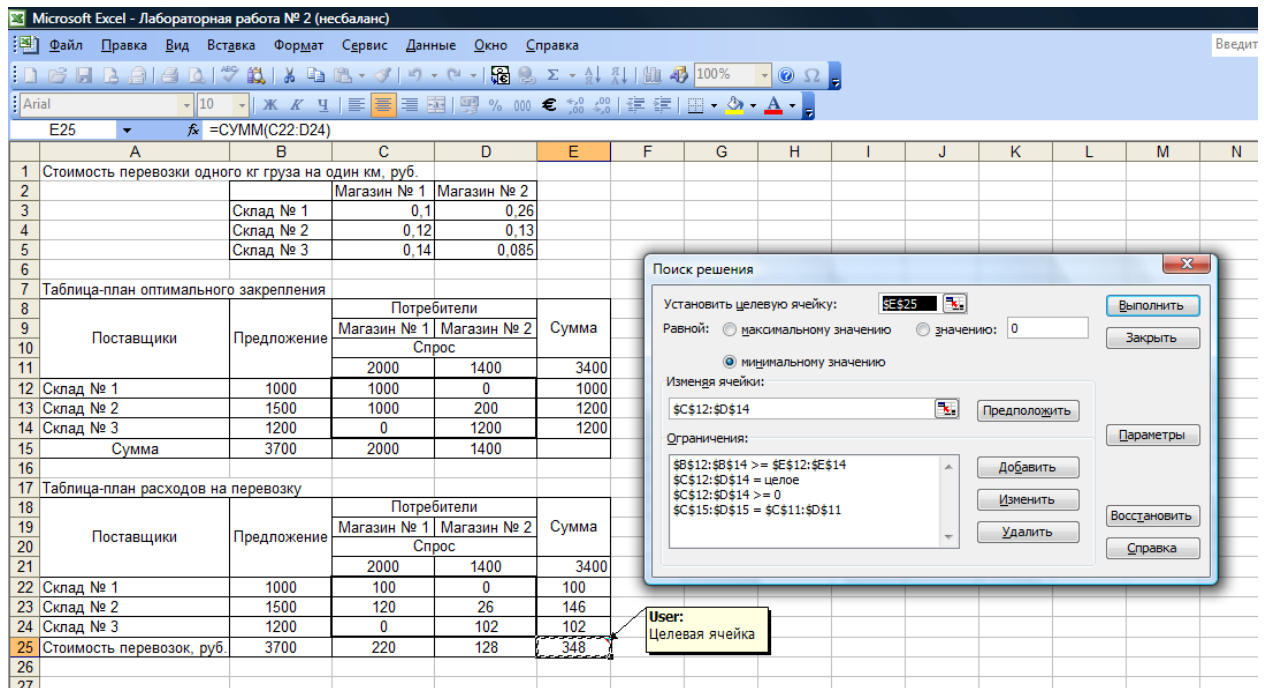 Microsoft Excel - Лабораторная работа № 2 (несбаланс)
Файл Правка Вид Вставка Формат Сервис Данные Окно Справка Введит
100%
Arial 10 Ж К Ч % 000 €
E25 fx =СУММ(C22:D24)
A B C D E F G H I J K L M N
1 Стоимость перевозки одного кг груза на один км, руб.
2 Магазин № 1 Магазин № 2
3 Склад № 1 0,1 0,26
4 Склад № 2 0,12 0,13
5 Склад № 3 0,14 0,085
6
7 Таблица-план оптимального закрепления
8 Поставщики Предложение Потребители Сумма
9 Магазин № 1 Магазин № 2
10 Спрос
11 2000 1400 3400
12 Склад № 1 1000 1000 0 1000
13 Склад № 2 1500 1000 200 1200
14 Склад № 3 1200 0 1200 1200
15 Сумма 3700 2000 1400
16
17 Таблица-план расходов на перевозку
18 Поставщики Предложение Потребители Сумма
19 Магазин № 1 Магазин № 2
20 Спрос
21 2000 1400 3400
22 Склад № 1 1000 100 0 100
23 Склад № 2 1500 120 26 146
24 Склад № 3 1200 0 102 102
25 Стоимость перевозок, руб. 3700 220 128 348
26
27
User:
Целевая ячейка
Поиск решения
Установить целевую ячейку: $E$25 Выполнить
Равной: максимальному значению значению: 0 Закрыть
минимальному значению
Изменяя ячейки:
$C$12:$D$14 Предположить
Ограничения: Параметры
$B$12:$B$14 >= $E$12:$E$14 Добавить
$C$12:$D$14 = целое
$C$12:$D$14 >= 0 Изменить
$C$15:$D$15 = $C$11:$D$11 Восстановить
Удалить
Справка